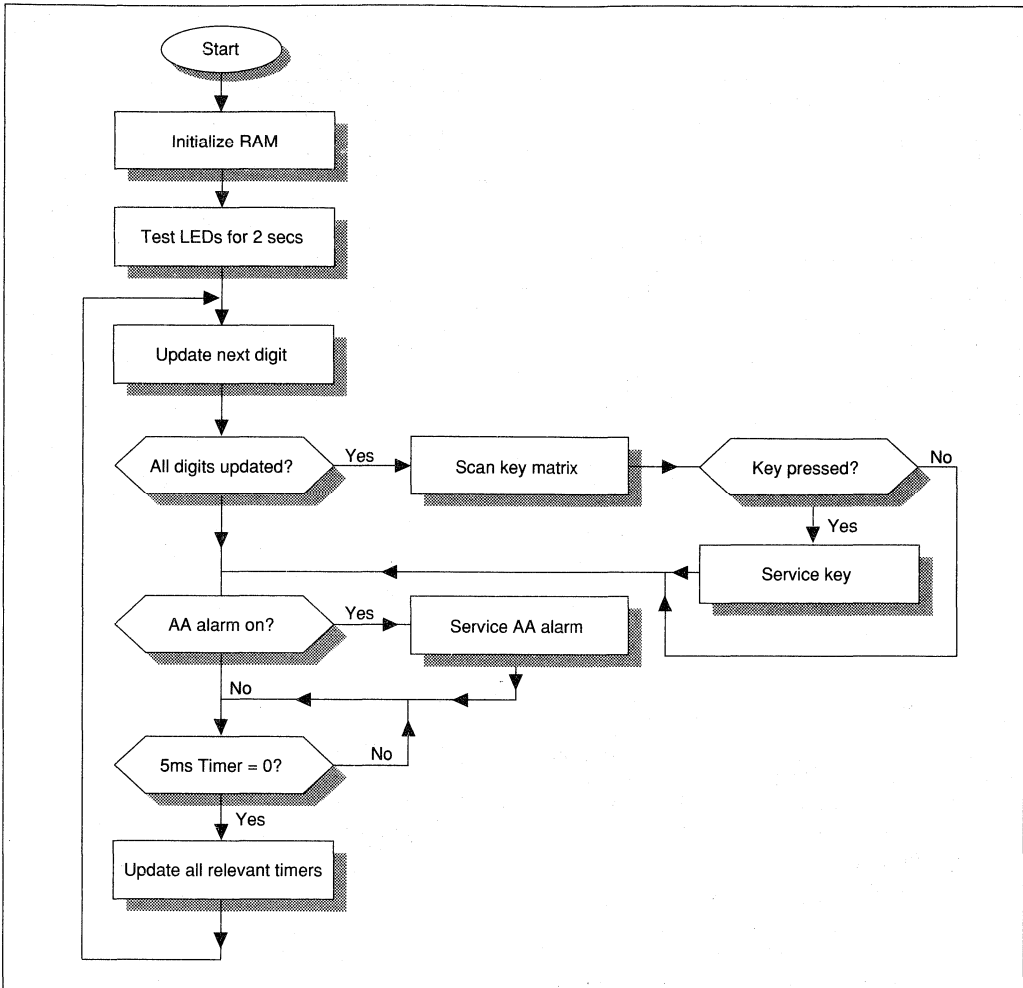 Start
Initialize RAM
Test LEDs for 2 secs
Update next digit
All digits updated?
Yes
Scan key matrix
Key pressed?
No
Yes
Service key
AA alarm on?
Yes
Service AA alarm
No
5ms Timer = 0?
No
Yes
Update all relevant timers